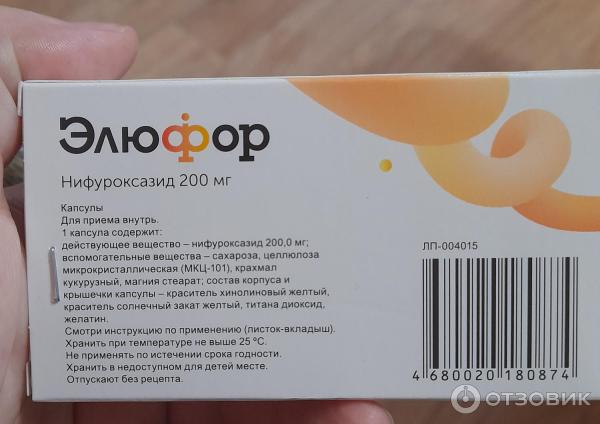 Элюфор
Нифуроксазид 200 мг
Капсулы
Для приема внутрь.
1 капсула содержит:
действующее вещество – нифуроксазид 200,0 мг;
вспомогательные вещества – сахароза, целлюлоза
микрокристаллическая (МКЦ-101), крахмал
кукурузный, магния стеарат; состав корпуса и
крышечки капсулы – краситель хинолиновый желтый,
краситель солнечный закат желтый, титана диоксид,
желатин.
Смотри инструкцию по применению (листок-вкладыш).
Хранить при температуре не выше 25 ºС.
Не применять по истечении срока годности.
Хранить в недоступном для детей месте.
Отпускают без рецепта.
ЛП-004015
4 680020 180874
ОТЗОВИК